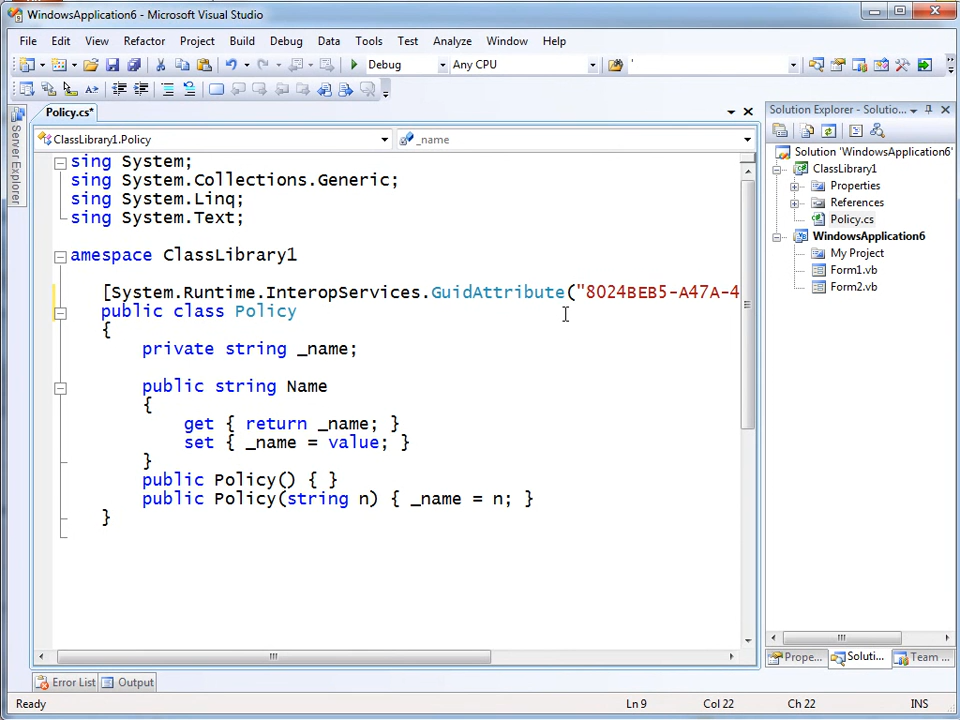 WindowsApplication6 - Microsoft Visual Studio
File Edit View Refactor Project Build Debug Data Tools Test Analyze Window Help
Debug Any CPU '
Policy.cs*
Solution Explorer - Solutio...
Server Explorer
ClassLibrary1.Policy _name
sing System;
sing System.Collections.Generic;
sing System.Linq;
sing System.Text;
amespace ClassLibrary1
[System.Runtime.InteropServices.GuidAttribute("8024BEB5-A47A-4
public class Policy
{
private string _name;
public string Name
{
get { return _name; }
set { _name = value; }
}
public Policy() { }
public Policy(string n) { _name = n; }
}
Solution 'WindowsApplication6'
ClassLibrary1
Properties
References
Policy.cs
WindowsApplication6
My Project
Form1.vb
Form2.vb
Prope... Soluti... Team ...
Error List Output
Ready Ln 9 Col 22 Ch 22 INS